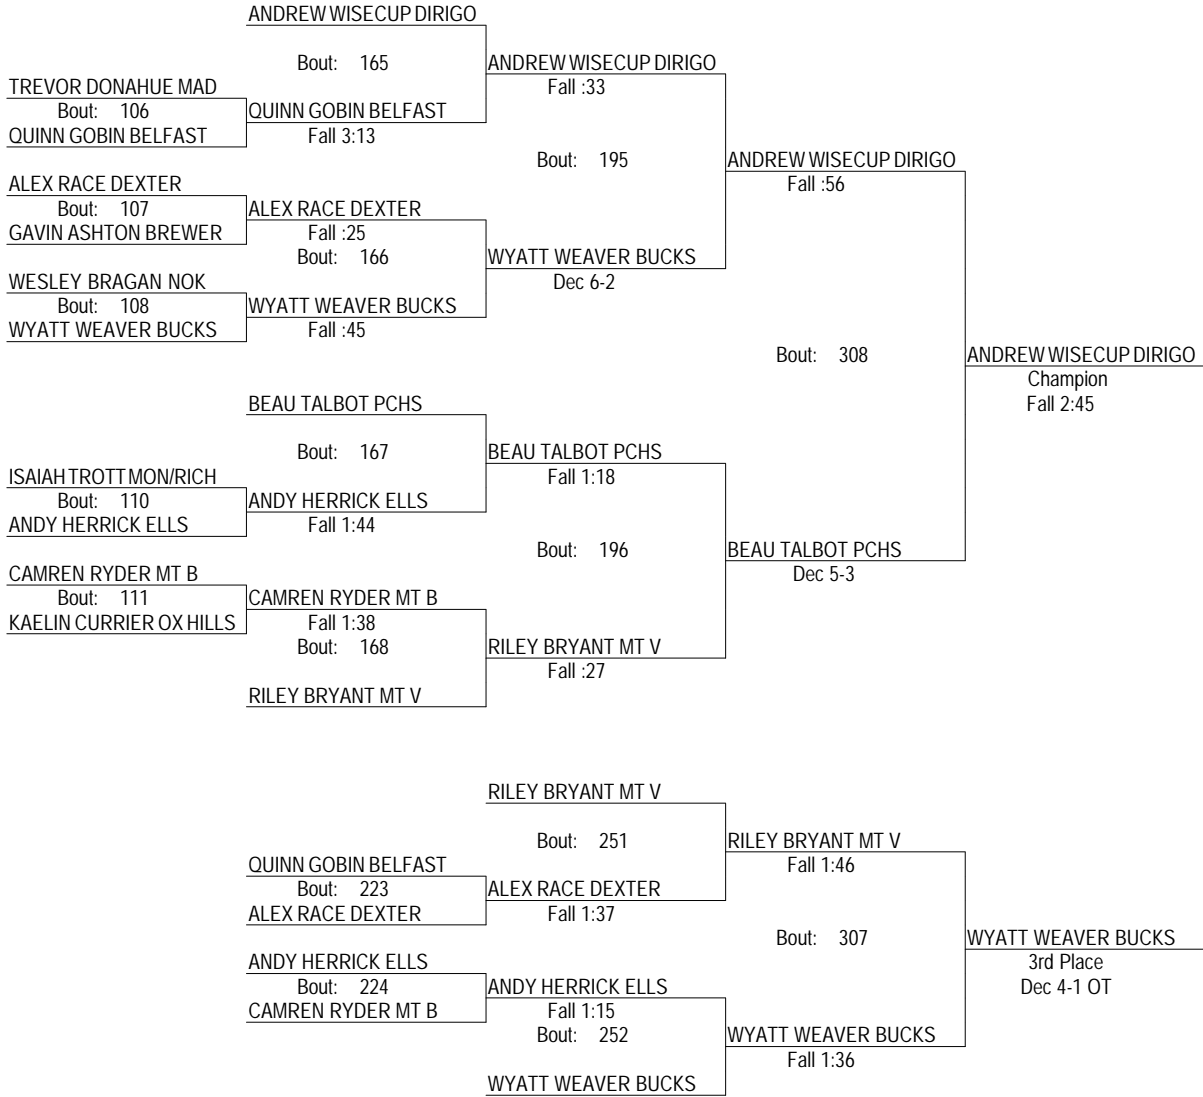 ANDREW WISECUP DIRIGO
Bout: 165
ANDREW WISECUP DIRIGO
Fall :33
TREVOR DONAHUE MAD
Bout: 106
QUINN GOBIN BELFAST
QUINN GOBIN BELFAST
Fall 3:13
Bout: 195
ANDREW WISECUP DIRIGO
Fall :56
ALEX RACE DEXTER
Bout: 107
GAVIN ASHTON BREWER
ALEX RACE DEXTER
Fall :25
Bout: 166
WYATT WEAVER BUCKS
Dec 6-2
WESLEY BRAGAN NOK
Bout: 108
WYATT WEAVER BUCKS
WYATT WEAVER BUCKS
Fall :45
Bout: 308
ANDREW WISECUP DIRIGO
Champion
Fall 2:45
BEAU TALBOT PCHS
Bout: 167
BEAU TALBOT PCHS
Fall 1:18
ISAIAH TROTT MON/RICH
Bout: 110
ANDY HERRICK ELLS
ANDY HERRICK ELLS
Fall 1:44
Bout: 196
BEAU TALBOT PCHS
Dec 5-3
CAMREN RYDER MT B
Bout: 111
KAELIN CURRIER OX HILLS
CAMREN RYDER MT B
Fall 1:38
Bout: 168
RILEY BRYANT MT V
Fall :27
RILEY BRYANT MT V
RILEY BRYANT MT V
Bout: 251
RILEY BRYANT MT V
Fall 1:46
QUINN GOBIN BELFAST
Bout: 223
ALEX RACE DEXTER
ALEX RACE DEXTER
Fall 1:37
Bout: 307
WYATT WEAVER BUCKS
3rd Place
Dec 4-1 OT
ANDY HERRICK ELLS
Bout: 224
CAMREN RYDER MT B
ANDY HERRICK ELLS
Fall 1:15
Bout: 252
WYATT WEAVER BUCKS
Fall 1:36
WYATT WEAVER BUCKS